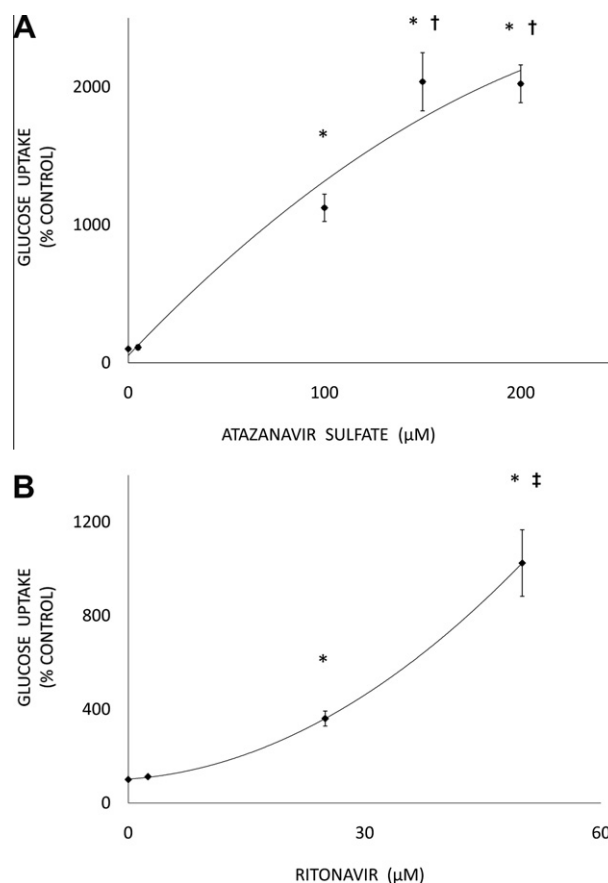 A
* †
* †
2000
*
GLUCOSE UPTAKE
(% CONTROL)
1000
0
0
100
200
ATAZANAVIR SULFATE (µM)
B
* ‡
1200
GLUCOSE UPTAKE
(% CONTROL)
800
*
400
0
0
30
60
RITONAVIR (µM)